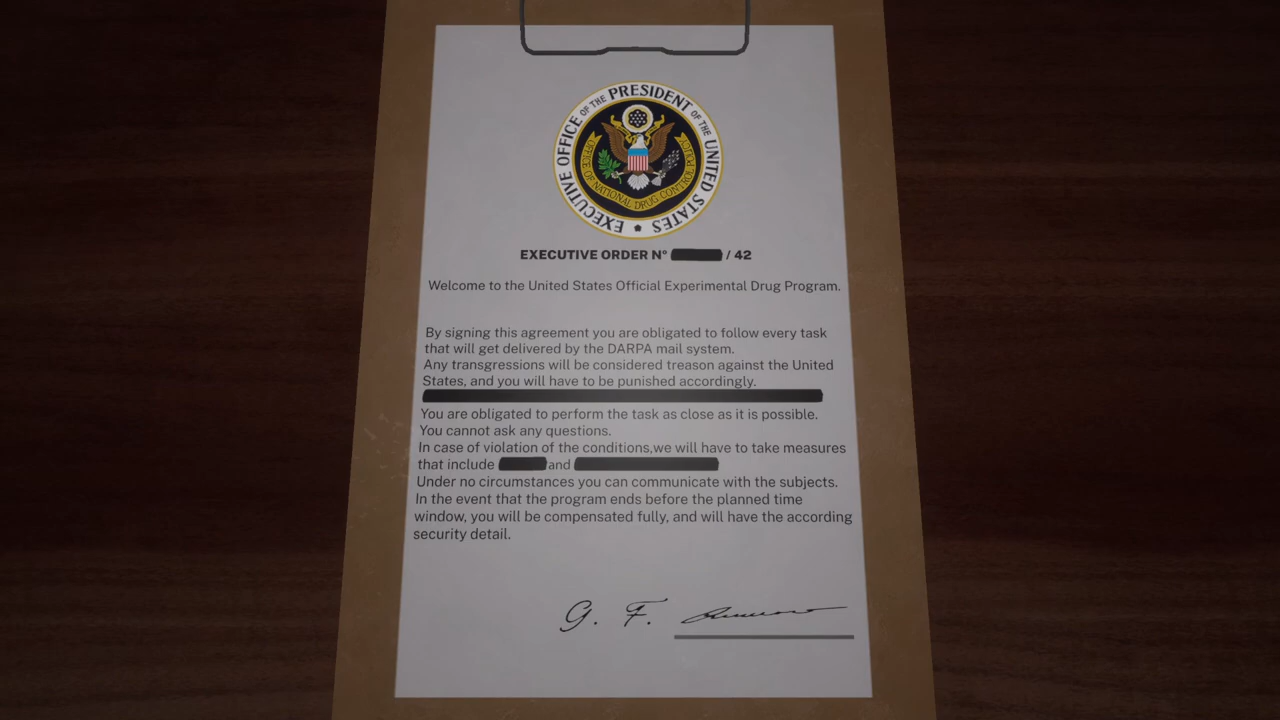 EXECUTIVE OFFICE OF THE PRESIDENT OF THE UNITED STATES
OFFICE OF NATIONAL DRUG CONTROL POLICY
EXECUTIVE ORDER N° / 42
Welcome to the United States Official Experimental Drug Program.
By signing this agreement you are obligated to follow every task
that will get delivered by the DARPA mail system.
Any transgressions will be considered treason against the United
States, and you will have to be punished accordingly.
You are obligated to perform the task as close as it is possible.
You cannot ask any questions.
In case of violation of the conditions,we will have to take measures
that include and
Under no circumstances you can communicate with the subjects.
In the event that the program ends before the planned time
window, you will be compensated fully, and will have the according
security detail.
G. F.